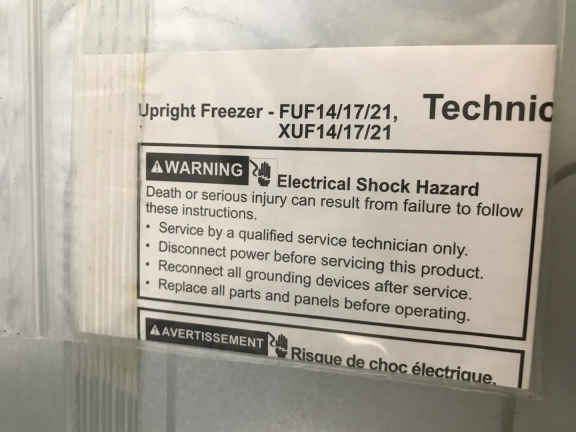 Upright Freezer - FUF14/17/21, Technic
XUF14/17/21
WARNING
Electrical Shock Hazard
Death or serious injury can result from failure to follow
these instructions.
• Service by a qualified service technician only.
• Disconnect power before servicing this product.
• Reconnect all grounding devices after service.
• Replace all parts and panels before operating.
AVERTISSEMENT
Risque de choc électrique.